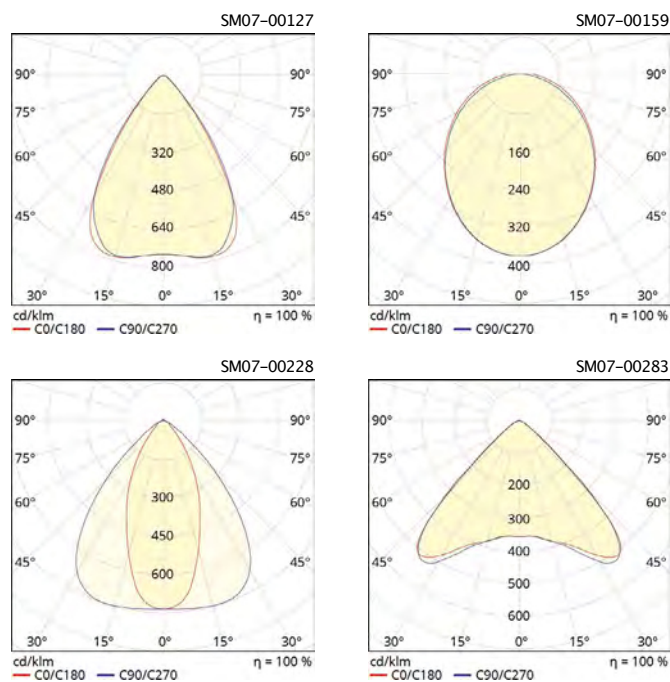 SM07-00127
90° 90°
75° 75°
60° 60°
45° 45°
320
480
640
800
30° 15° 0° 15° 30°
cd/klm η = 100 %
C0/C180 C90/C270
SM07-00159
90° 90°
75° 75°
60° 60°
45° 45°
160
240
320
400
30° 15° 0° 15° 30°
cd/klm η = 100 %
C0/C180 C90/C270
SM07-00228
90° 90°
75° 75°
60° 60°
45° 45°
300
450
600
30° 15° 0° 15° 30°
cd/klm η = 100 %
C0/C180 C90/C270
SM07-00283
90° 90°
75° 75°
60° 60°
45° 45°
200
300
400
500
600
30° 15° 0° 15° 30°
cd/klm η = 100 %
C0/C180 C90/C270